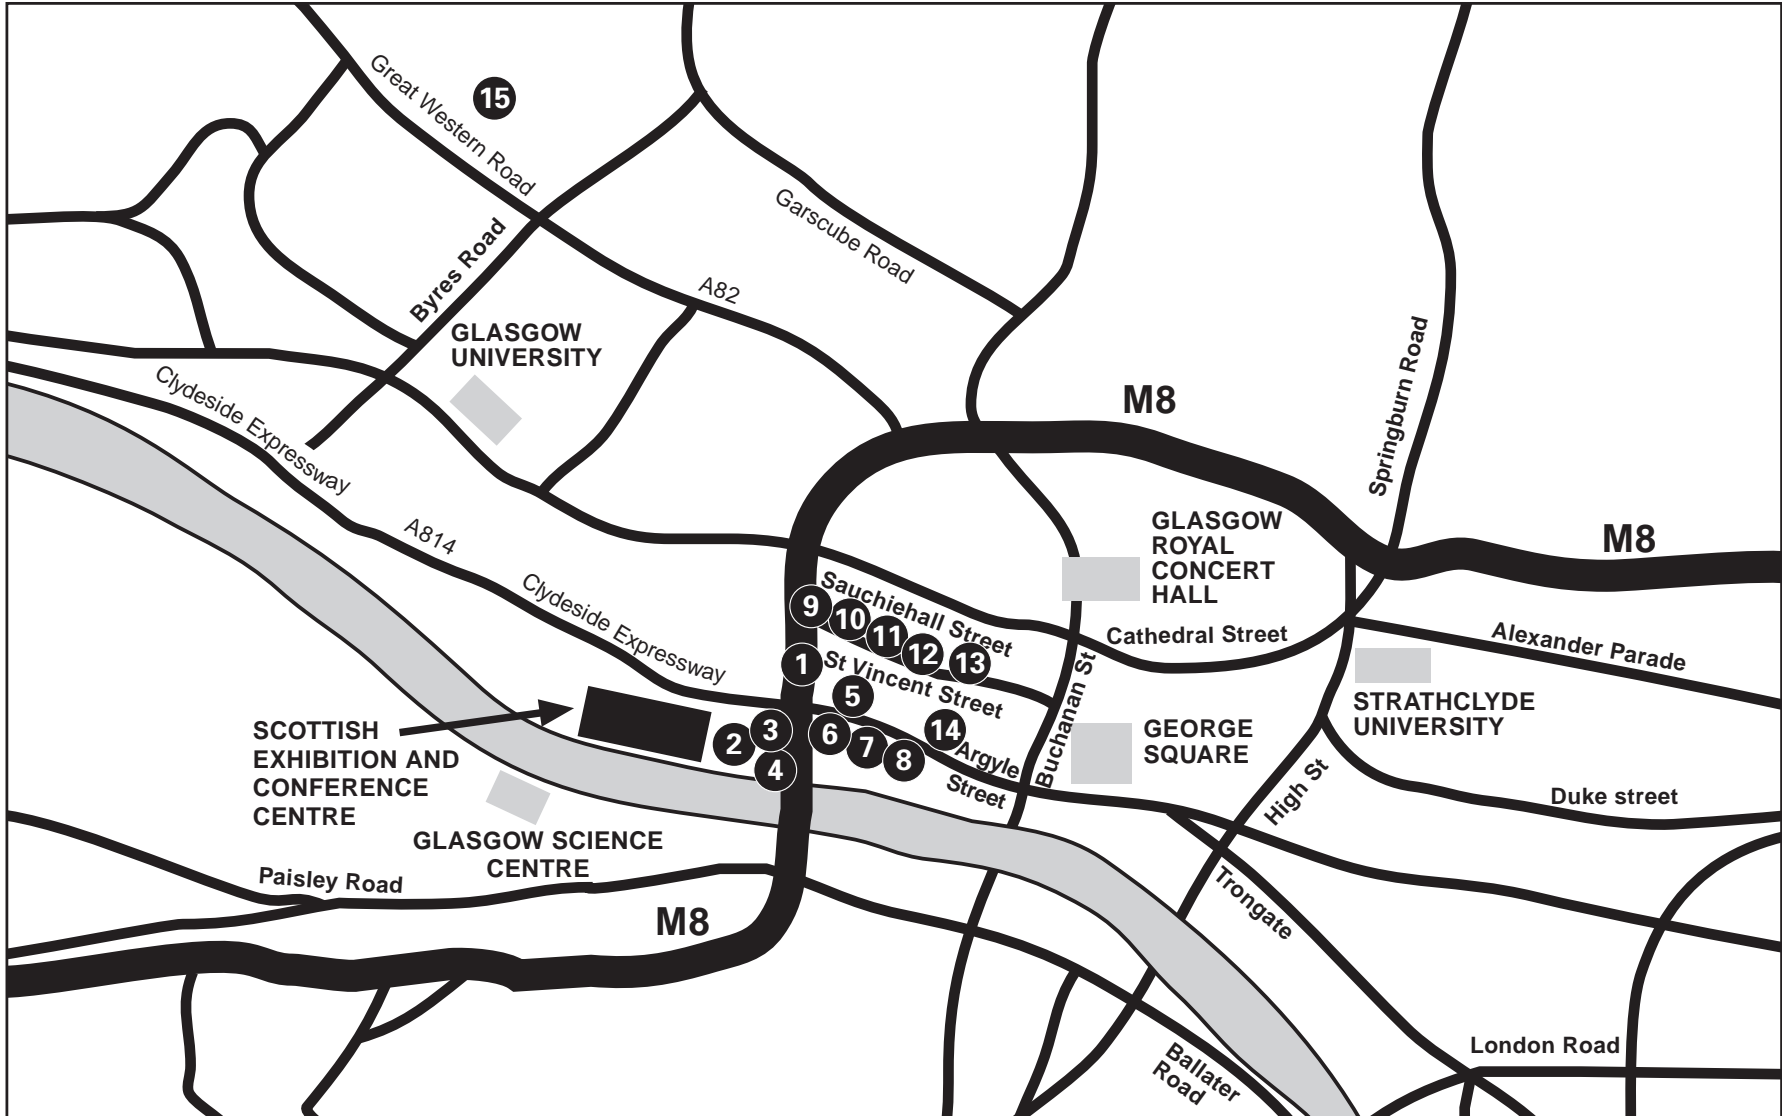 15
Great Western Road
Garscube Road
Byres Road
A82
GLASGOW
UNIVERSITY
Clydeside Expressway
M8
Springburn Road
A814
GLASGOW
ROYAL
CONCERT
HALL
M8
Clydeside Expressway
Sauchiehall Street
9
10
11
12
13
Cathedral Street
Alexander Parade
1
St Vincent Street
5
Buchanan St
STRATHCLYDE
UNIVERSITY
SCOTTISH
EXHIBITION AND
CONFERENCE
CENTRE
2
3
4
6
7
8
14
Argyle
Street
GEORGE
SQUARE
High St
Duke street
GLASGOW SCIENCE
CENTRE
Paisley Road
Trongate
M8
London Road
Ballater
Road